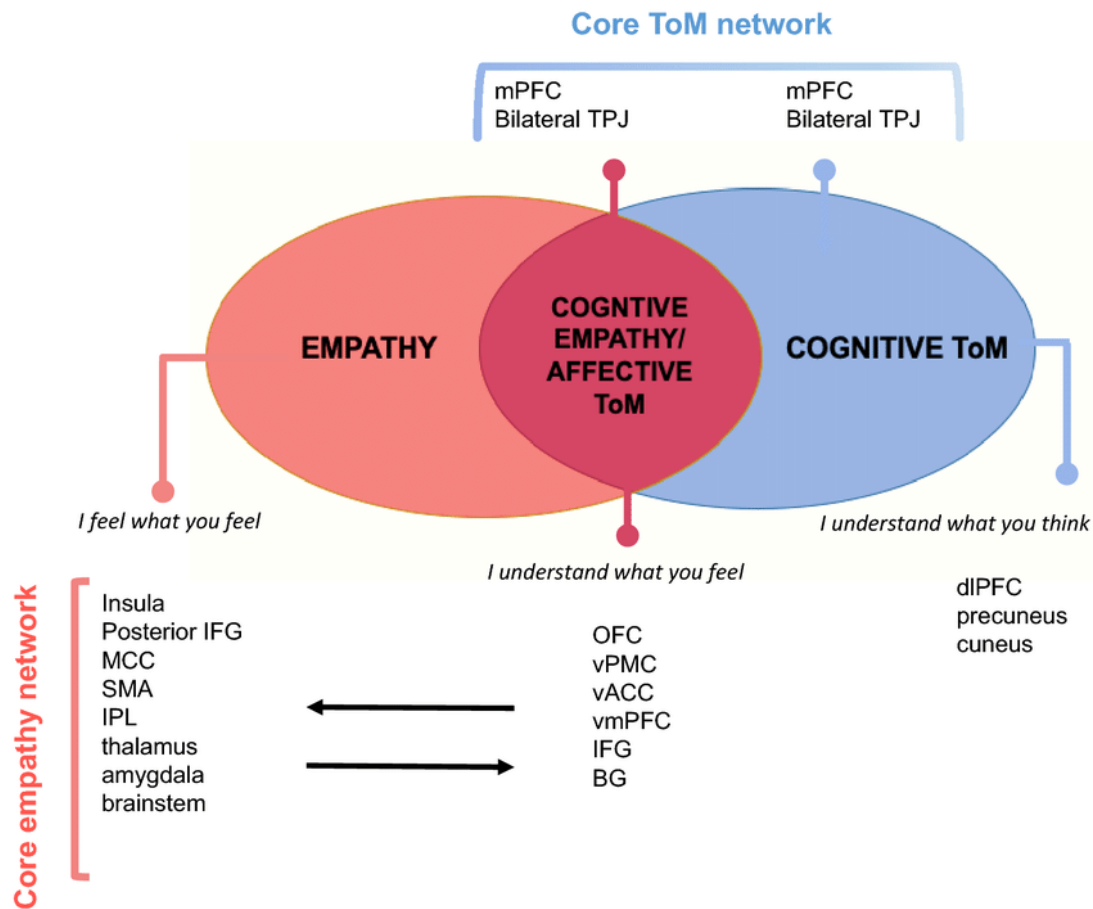 Core ToM network
mPFC
Bilateral TPJ
mPFC
Bilateral TPJ
EMPATHY
COGNTIVE
EMPATHY/
AFFECTIVE
ToM
COGNITIVE ToM
I feel what you feel
I understand what you feel
I understand what you think
Core empathy network
Insula
Posterior IFG
MCC
SMA
IPL
thalamus
amygdala
brainstem
OFC
vPMC
vACC
vmPFC
IFG
BG
dlPFC
precuneus
cuneus